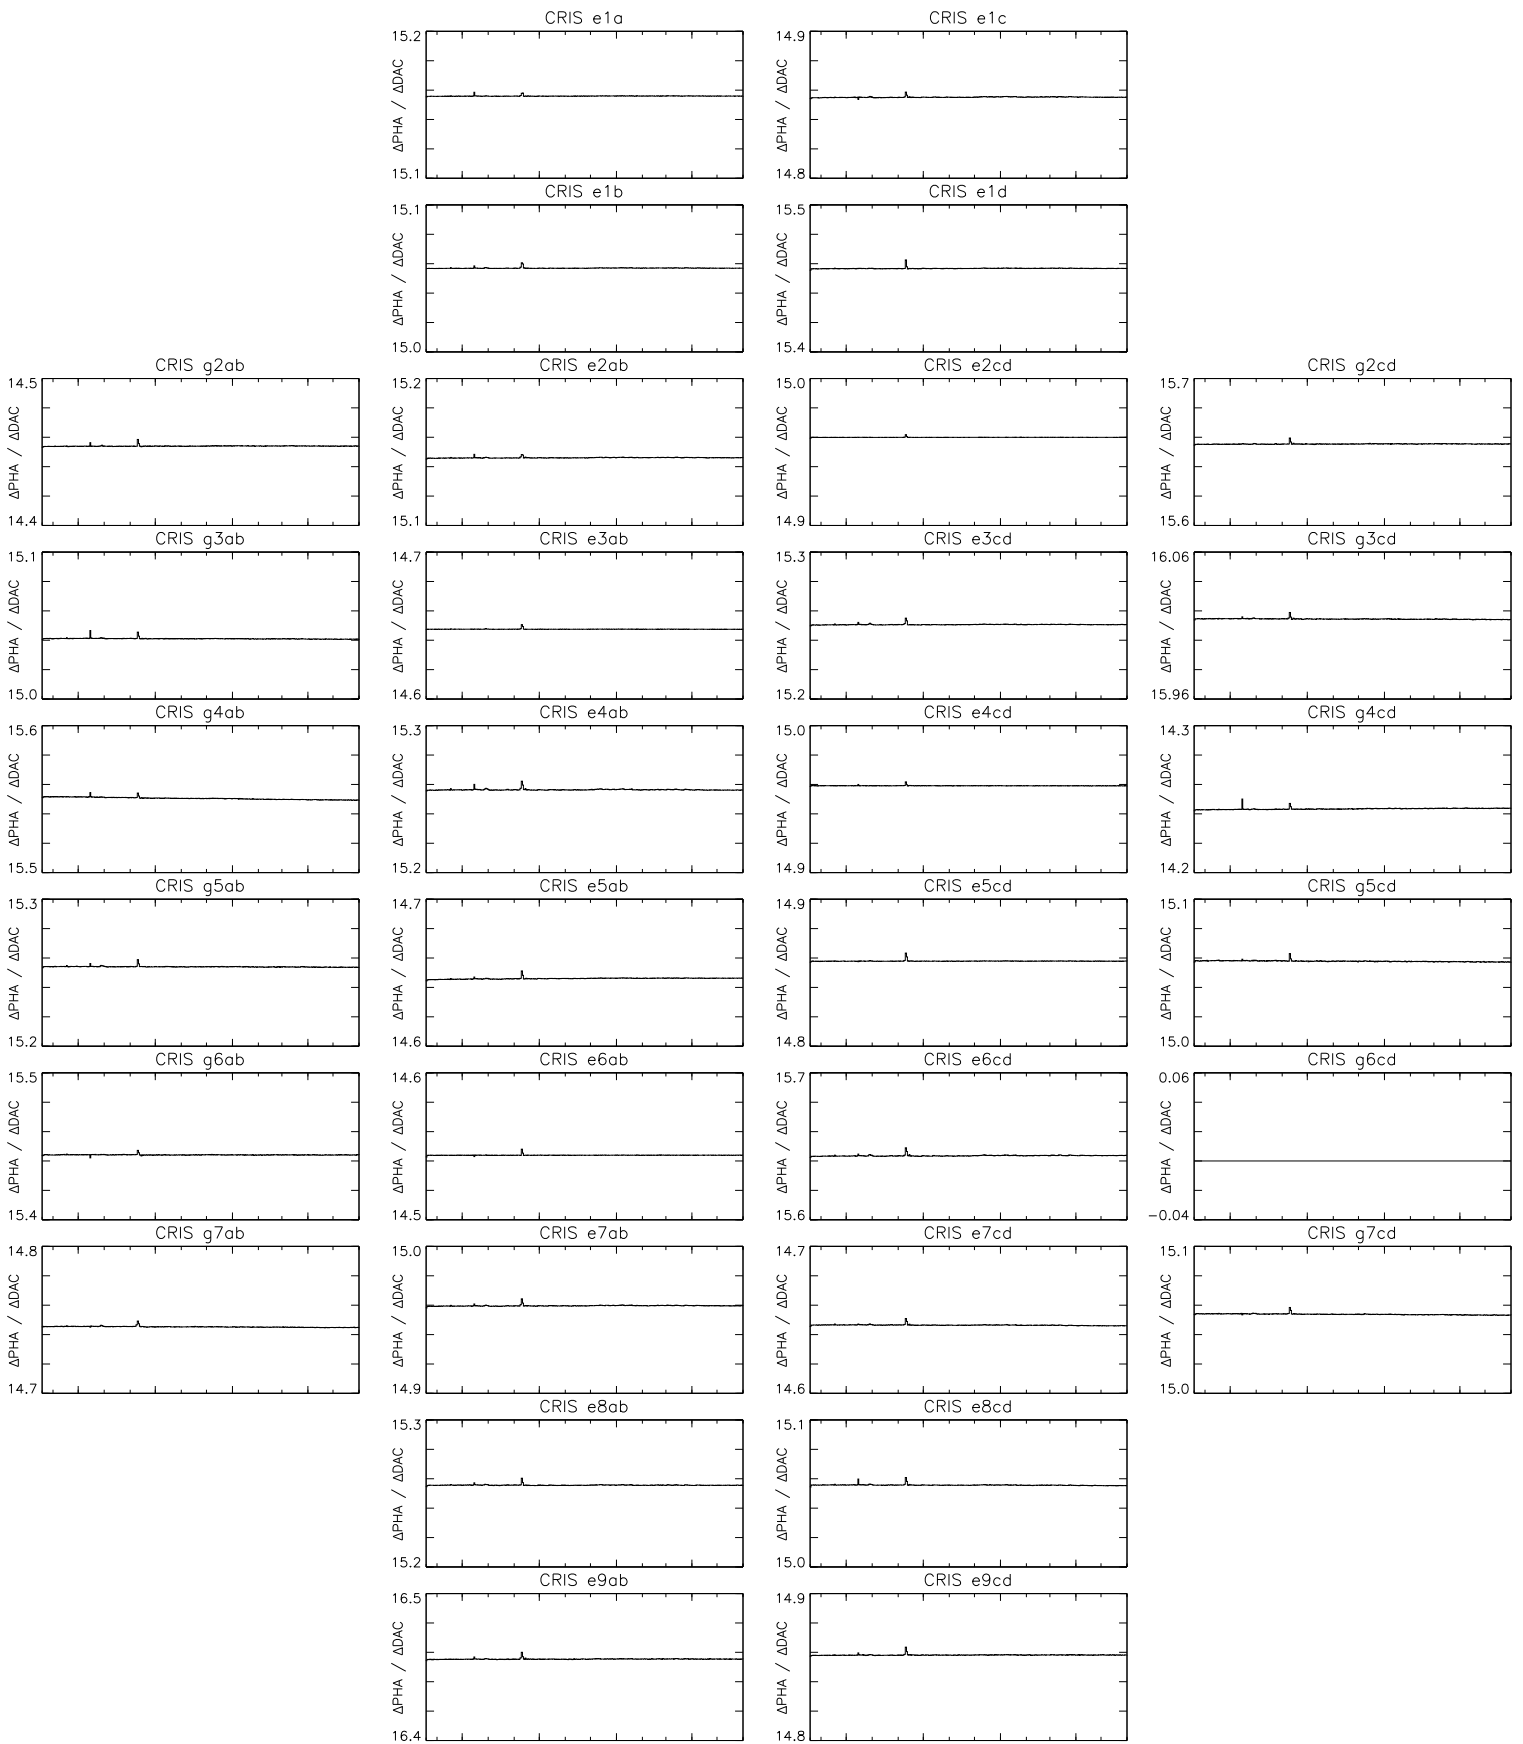 CRIS e1a
15.2
ΔPHA / ΔDAC
15.1
CRIS e1c
14.9
ΔPHA / ΔDAC
14.8
CRIS e1b
15.1
ΔPHA / ΔDAC
15.0
CRIS e1d
15.5
ΔPHA / ΔDAC
15.4
CRIS g2ab
14.5
ΔPHA / ΔDAC
14.4
CRIS e2ab
15.2
ΔPHA / ΔDAC
15.1
CRIS e2cd
15.0
ΔPHA / ΔDAC
14.9
CRIS g2cd
15.7
ΔPHA / ΔDAC
15.6
CRIS g3ab
15.1
ΔPHA / ΔDAC
15.0
CRIS e3ab
14.7
ΔPHA / ΔDAC
14.6
CRIS e3cd
15.3
ΔPHA / ΔDAC
15.2
CRIS g3cd
16.06
ΔPHA / ΔDAC
15.96
CRIS g4ab
15.6
ΔPHA / ΔDAC
15.5
CRIS e4ab
15.3
ΔPHA / ΔDAC
15.2
CRIS e4cd
15.0
ΔPHA / ΔDAC
14.9
CRIS g4cd
14.3
ΔPHA / ΔDAC
14.2
CRIS g5ab
15.3
ΔPHA / ΔDAC
15.2
CRIS e5ab
14.7
ΔPHA / ΔDAC
14.6
CRIS e5cd
14.9
ΔPHA / ΔDAC
14.8
CRIS g5cd
15.1
ΔPHA / ΔDAC
15.0
CRIS g6ab
15.5
ΔPHA / ΔDAC
15.4
CRIS e6ab
14.6
ΔPHA / ΔDAC
14.5
CRIS e6cd
15.7
ΔPHA / ΔDAC
15.6
CRIS g6cd
0.06
ΔPHA / ΔDAC
−0.04
CRIS g7ab
14.8
ΔPHA / ΔDAC
14.7
CRIS e7ab
15.0
ΔPHA / ΔDAC
14.9
CRIS e7cd
14.7
ΔPHA / ΔDAC
14.6
CRIS g7cd
15.1
ΔPHA / ΔDAC
15.0
CRIS e8ab
15.3
ΔPHA / ΔDAC
15.2
CRIS e8cd
15.1
ΔPHA / ΔDAC
15.0
CRIS e9ab
16.5
ΔPHA / ΔDAC
16.4
CRIS e9cd
14.9
ΔPHA / ΔDAC
14.8